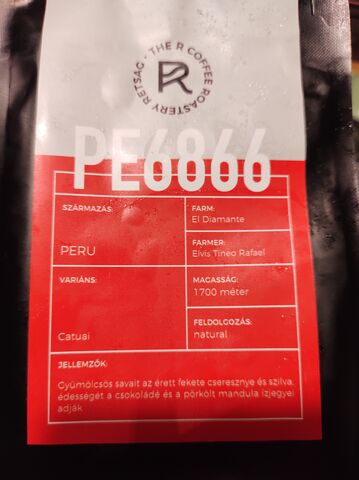 THE R COFFEE ROASTERY RETSAG -
PE6866
SZÁRMAZÁS:
PERU
FARM:
El Diamante
FARMER:
Elvis Tineo Rafael
VARIÁNS:
Catuai
MAGASSÁG:
1700 méter
FELDOLGOZÁS:
natural
JELLEMZŐK:
Gyümölcsös savait az érett fekete cseresznye és szilva,
édességét a csokoládé és a pörkölt mandula ízjegyei
adják